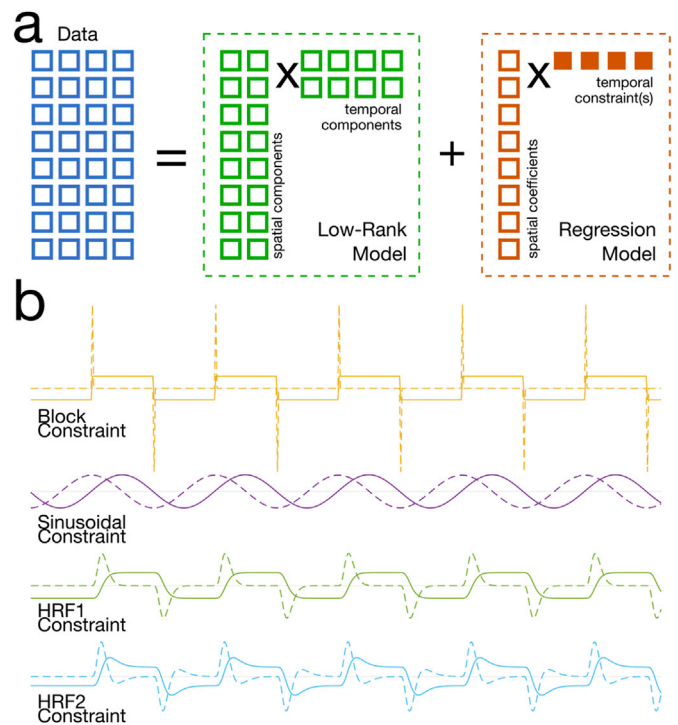 a
Data
=
X
temporal
components
spatial components
Low-Rank
Model
+
X
temporal
constraint(s)
spatial coefficients
Regression
Model
b
Block
Constraint
Sinusoidal
Constraint
HRF1
Constraint
HRF2
Constraint